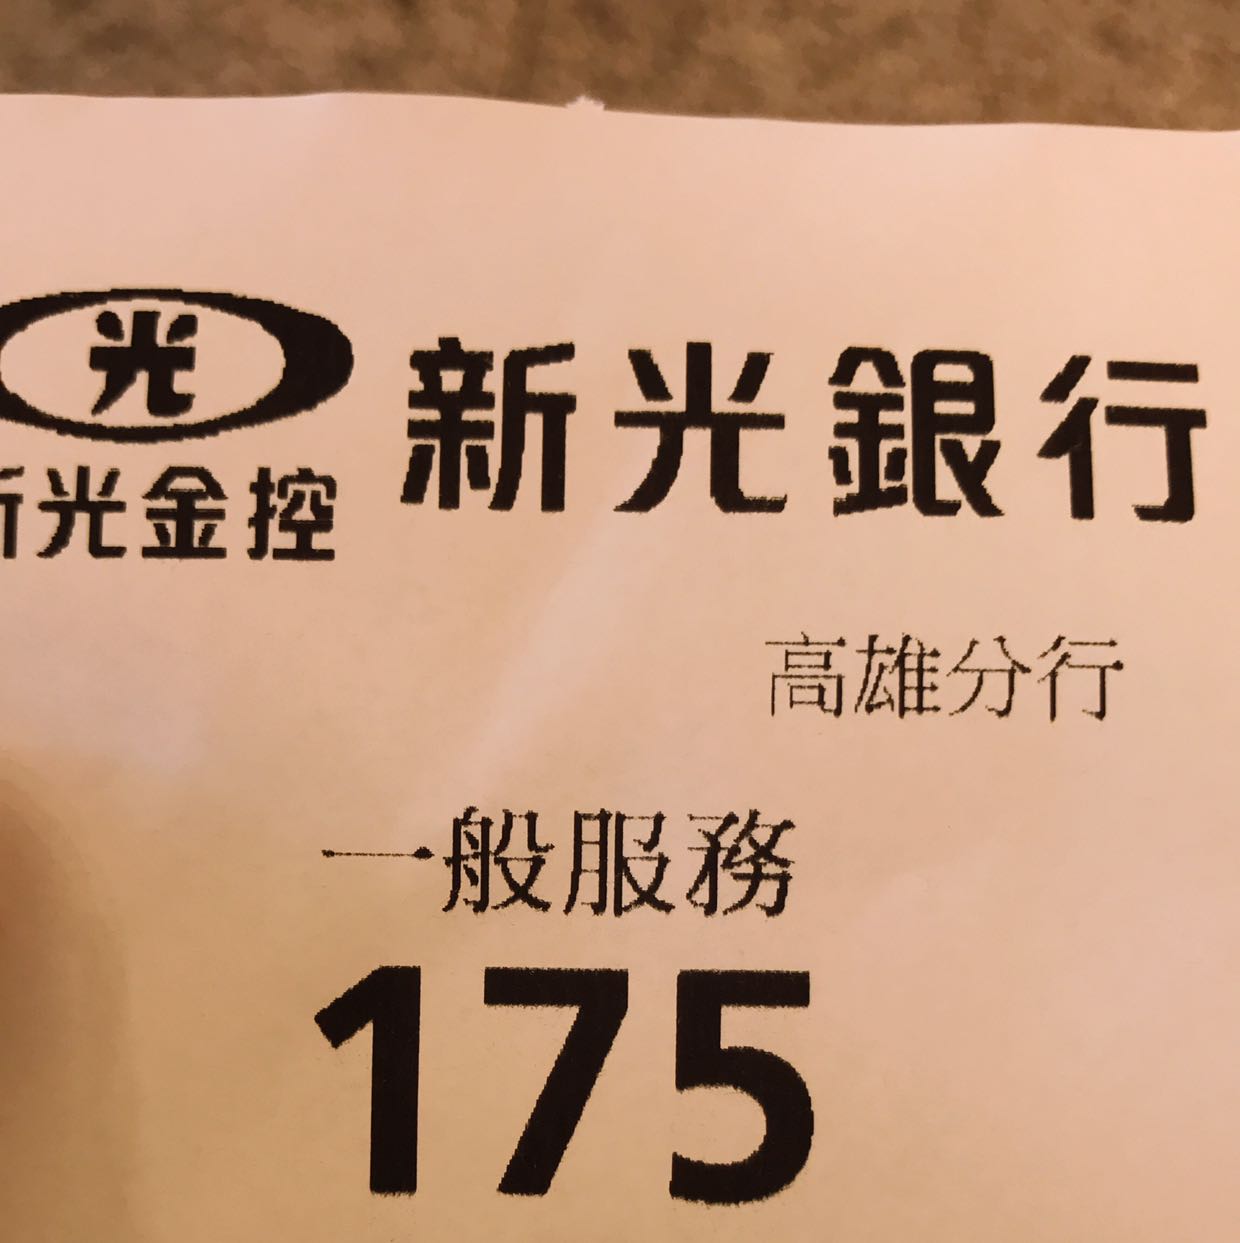 光
新光金控
新光銀行
高雄分行
一般服務
175